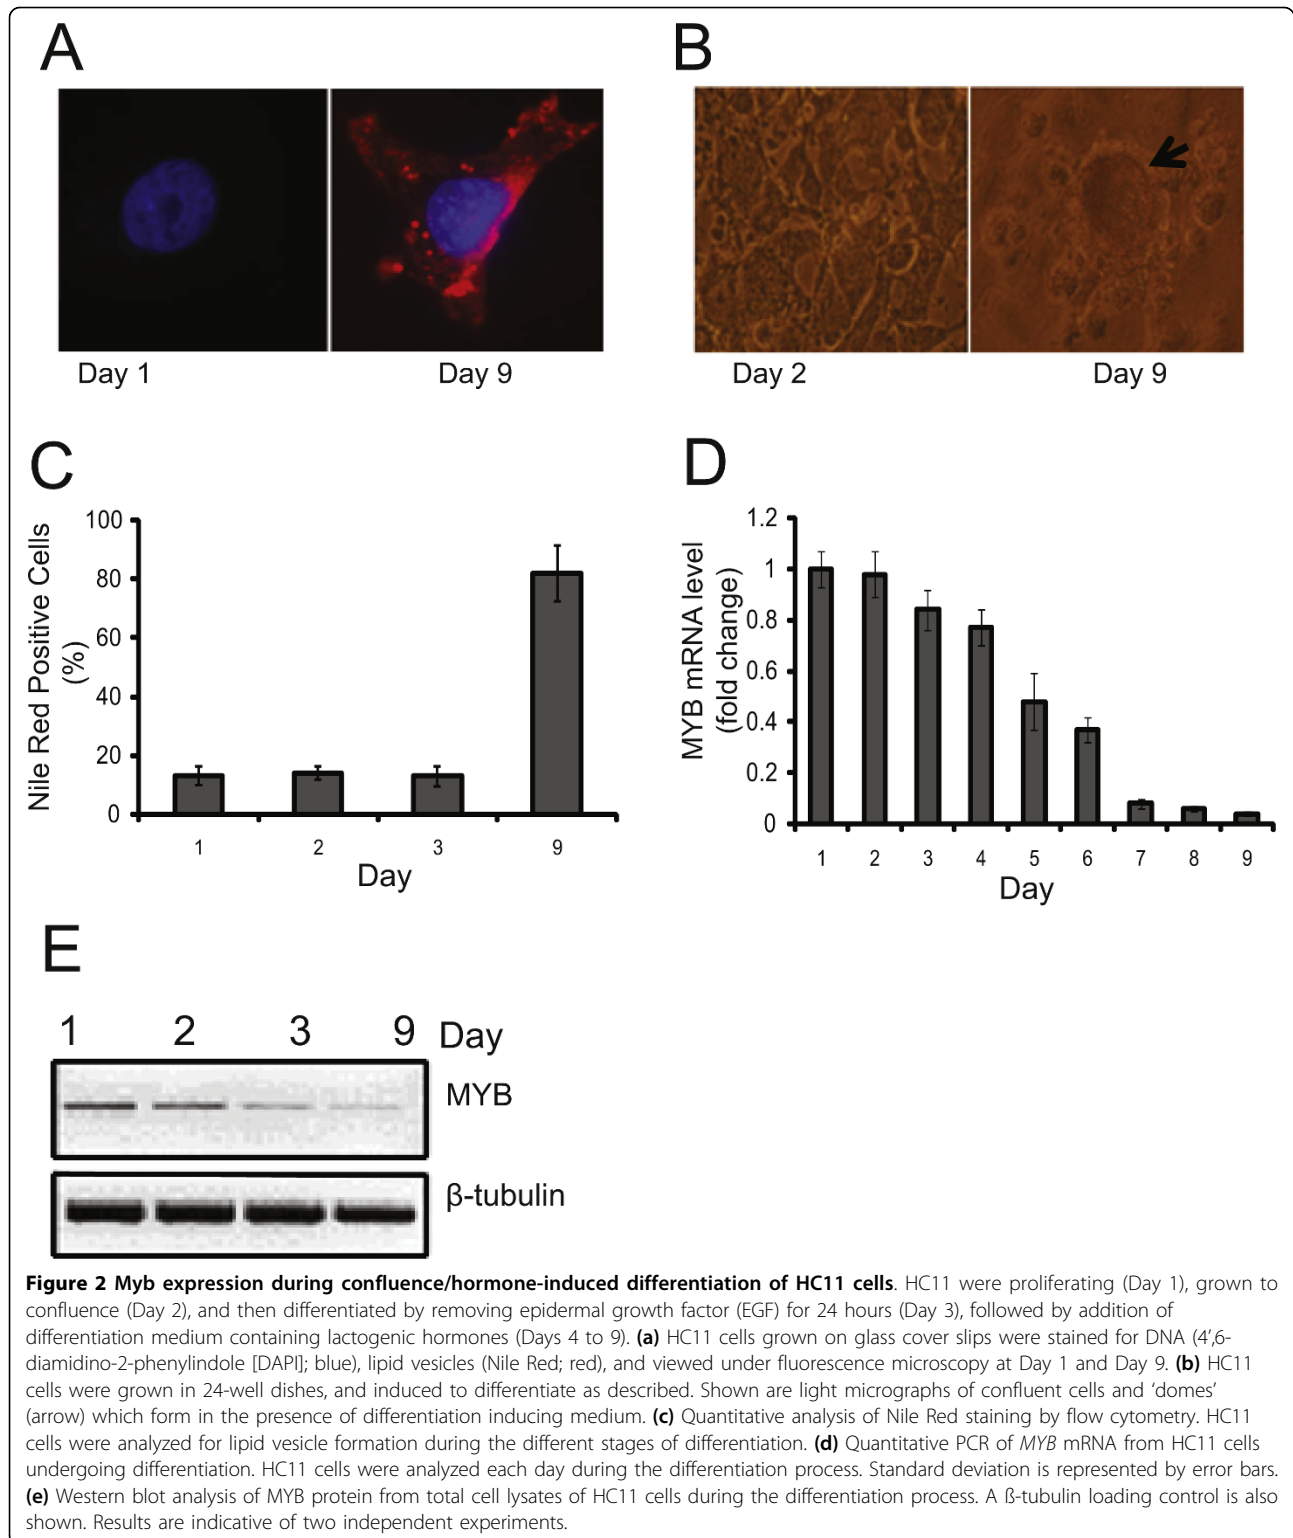 A
B
Day 1
Day 9
Day 2
Day 9
C
Nile Red Positive Cells
(%)
100
80
60
40
20
0
1 2 3 9
Day
D
MYB mRNA level
(fold change)
1.2
1
0.8
0.6
0.4
0.2
0
1 2 3 4 5 6 7 8 9
Day
E
1 2 3 9 Day
MYB
β-tubulin
Figure 2 Myb expression during confluence/hormone-induced differentiation of HC11 cells. HC11 were proliferating (Day 1), grown to
confluence (Day 2), and then differentiated by removing epidermal growth factor (EGF) for 24 hours (Day 3), followed by addition of
differentiation medium containing lactogenic hormones (Days 4 to 9). (a) HC11 cells grown on glass cover slips were stained for DNA (4',6-
diamidino-2-phenylindole [DAPI]; blue), lipid vesicles (Nile Red; red), and viewed under fluorescence microscopy at Day 1 and Day 9. (b) HC11
cells were grown in 24-well dishes, and induced to differentiate as described. Shown are light micrographs of confluent cells and ‘domes’
(arrow) which form in the presence of differentiation inducing medium. (c) Quantitative analysis of Nile Red staining by flow cytometry. HC11
cells were analyzed for lipid vesicle formation during the different stages of differentiation. (d) Quantitative PCR of MYB mRNA from HC11 cells
undergoing differentiation. HC11 cells were analyzed each day during the differentiation process. Standard deviation is represented by error bars.
(e) Western blot analysis of MYB protein from total cell lysates of HC11 cells during the differentiation process. A ß-tubulin loading control is also
shown. Results are indicative of two independent experiments.